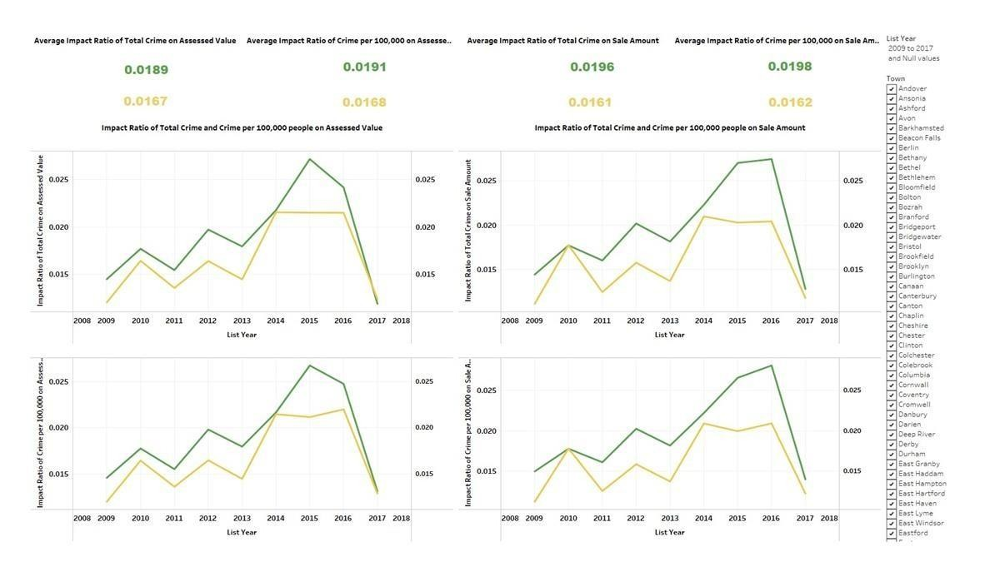 Average Impact Ratio of Total Crime on Assessed Value
0.0189
0.0167
Average Impact Ratio of Crime per 100,000 on Assesse..
0.0191
0.0168
Average Impact Ratio of Total Crime on Sale Amount
0.0196
0.0161
Average Impact Ratio of Crime per 100,000 on Sale Am..
0.0198
0.0162
Impact Ratio of Total Crime and Crime per 100,000 people on Assessed Value
Impact Ratio of Total Crime on Assessed Value
0.025
0.020
0.015
0.025
0.020
0.015
2008 2009 2010 2011 2012 2013 2014 2015 2016 2017 2018
List Year
Impact Ratio of Crime per 100,000 on Assess..
0.025
0.020
0.015
0.025
0.020
0.015
2008 2009 2010 2011 2012 2013 2014 2015 2016 2017 2018
List Year
Impact Ratio of Total Crime and Crime per 100,000 people on Sale Amount
Impact Ratio of Total Crime on Sale Amount
0.025
0.020
0.015
0.025
0.020
0.015
2008 2009 2010 2011 2012 2013 2014 2015 2016 2017 2018
List Year
Impact Ratio of Crime per 100,000 on Sale A..
0.025
0.020
0.015
0.025
0.020
0.015
2008 2009 2010 2011 2012 2013 2014 2015 2016 2017 2018
List Year
List Year
2009 to 2017
and Null values
Town
Andover
Ansonia
Ashford
Avon
Barkhamsted
Beacon Falls
Berlin
Bethany
Bethel
Bethlehem
Bloomfield
Bolton
Bozrah
Branford
Bridgeport
Bridgewater
Bristol
Brookfield
Brooklyn
Burlington
Canaan
Canterbury
Canton
Chaplin
Cheshire
Chester
Clinton
Colchester
Colebrook
Columbia
Cornwall
Coventry
Cromwell
Danbury
Darien
Deep River
Derby
Durham
East Granby
East Haddam
East Hampton
East Hartford
East Haven
East Lyme
East Windsor
Eastford